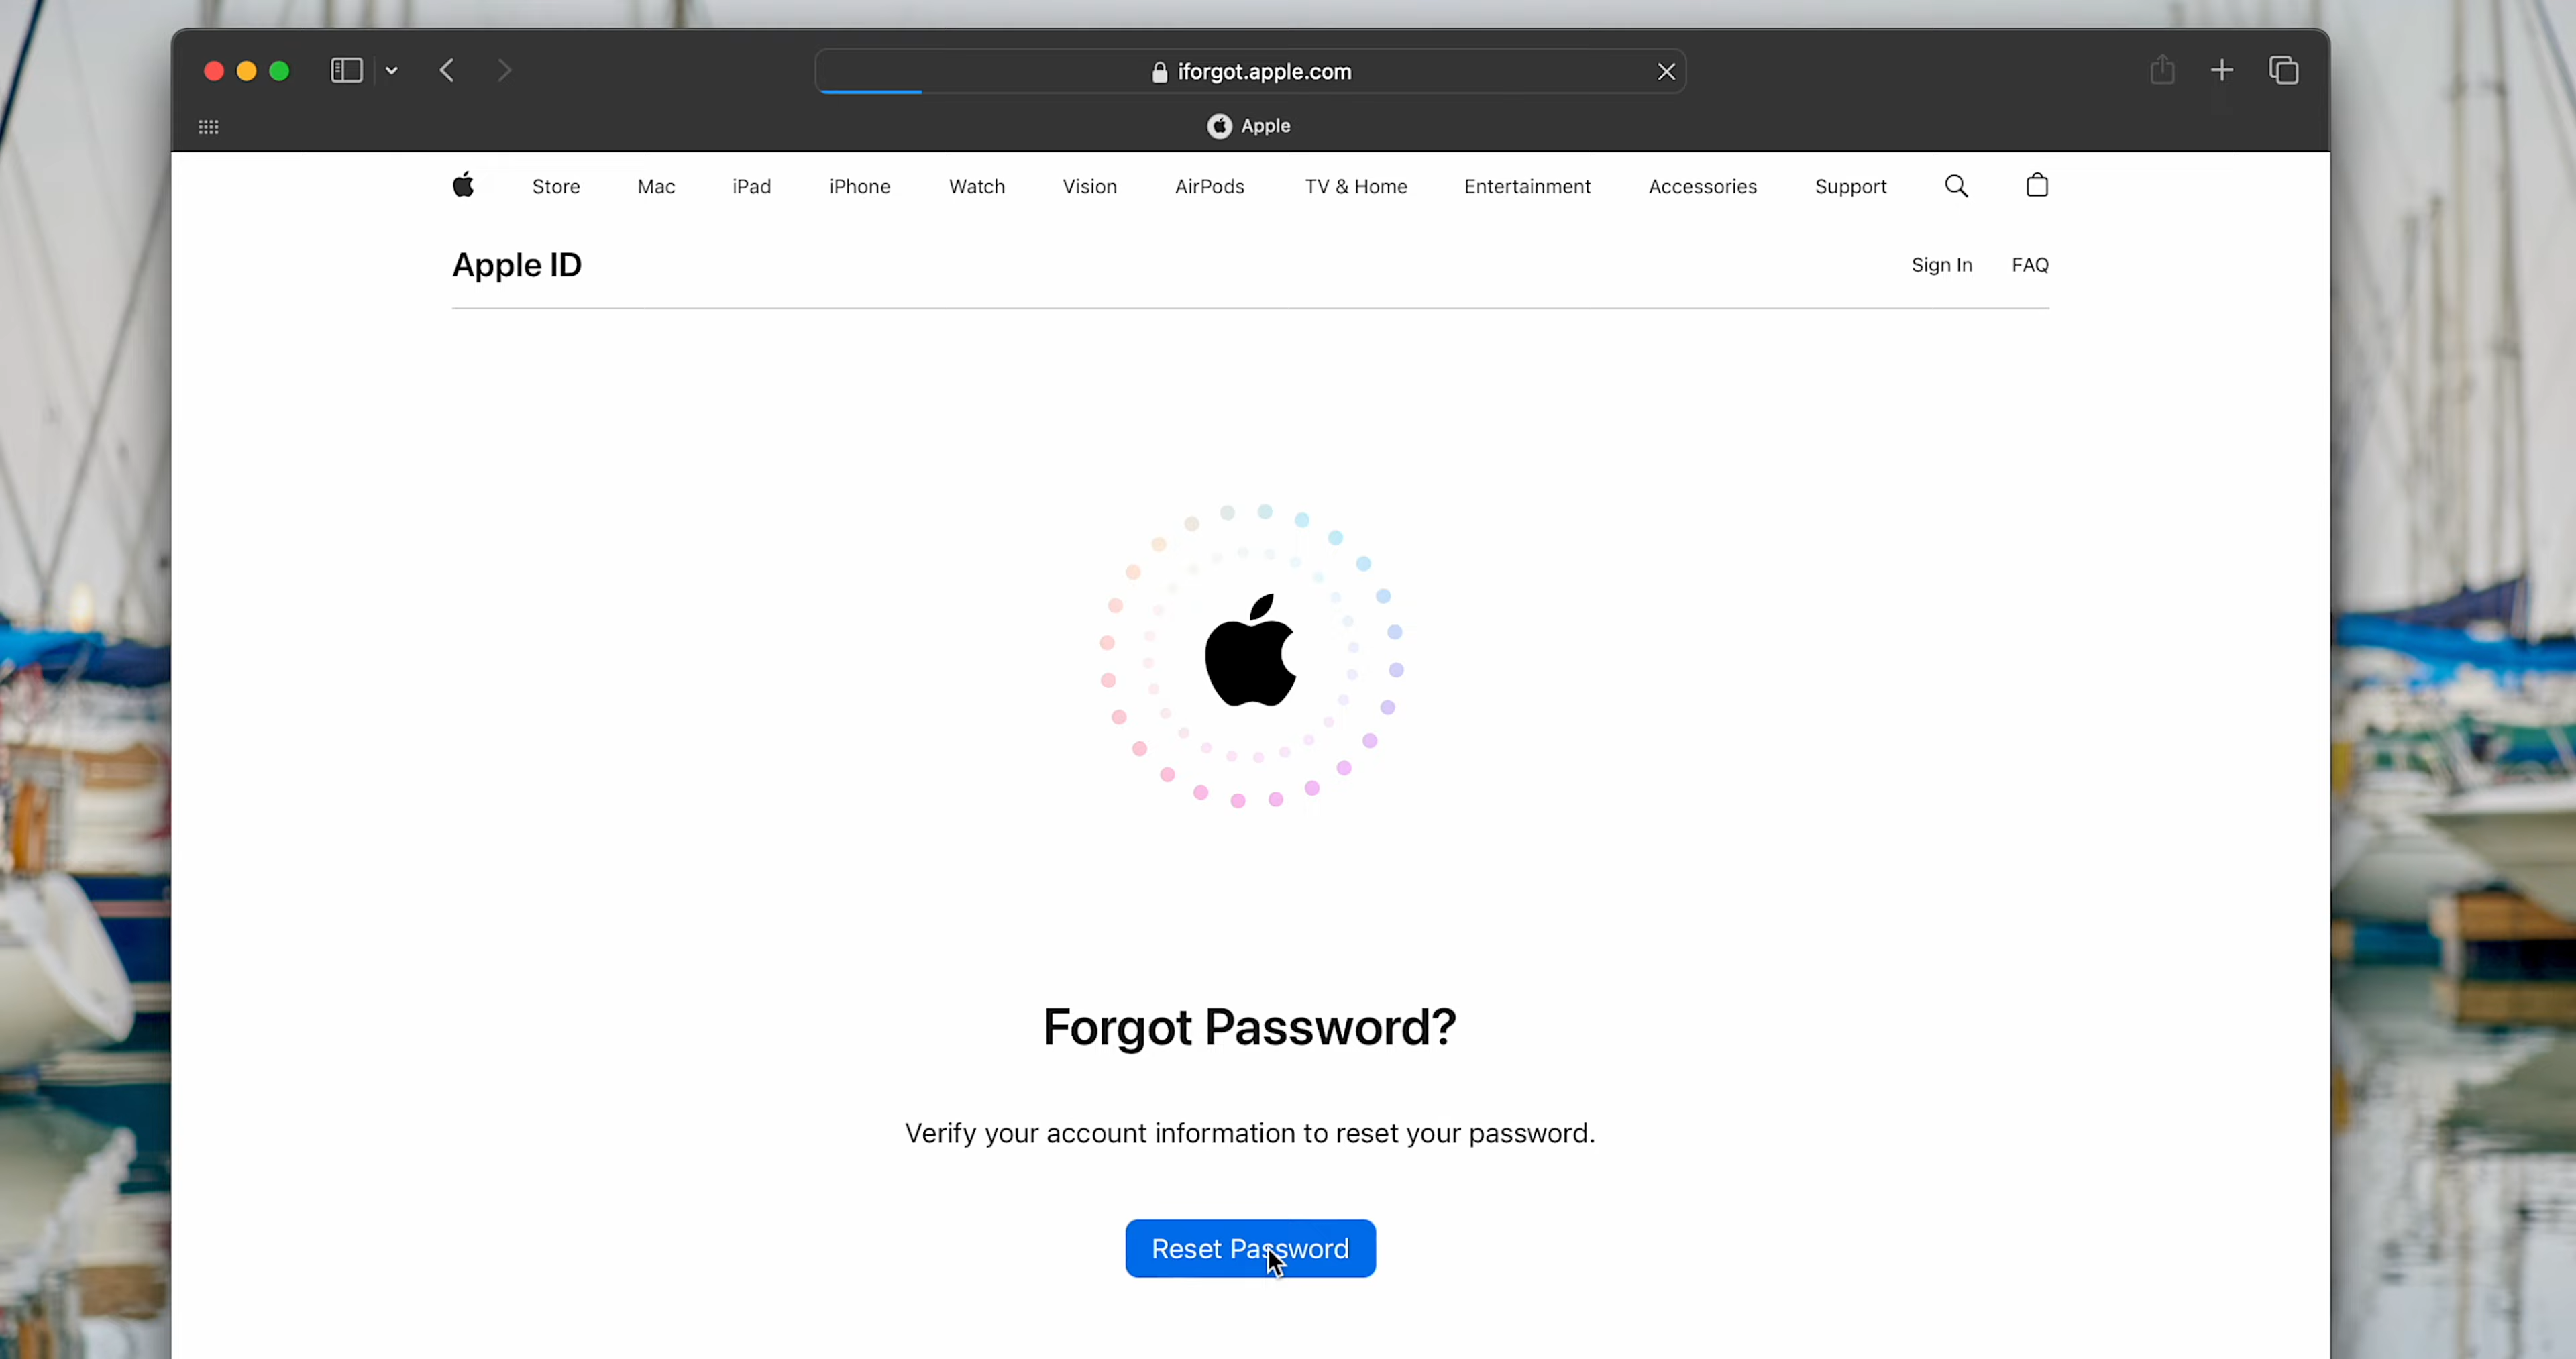 iforgot.apple.com
Apple
Store Mac iPad iPhone Watch Vision AirPods TV & Home Entertainment Accessories Support
Apple ID
Sign In FAQ
Forgot Password?
Verify your account information to reset your password.
Reset Password